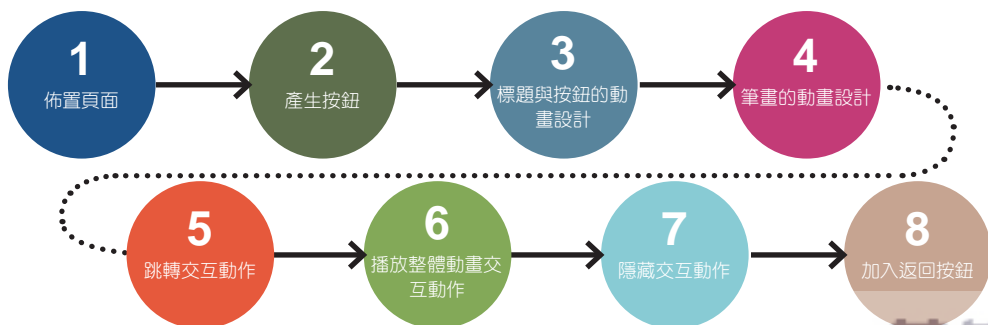 1
佈置頁面
2
產生按鈕
3
標題與按鈕的動
畫設計
4
筆畫的動畫設計
5
跳轉交互動作
6
播放整體動畫交
互動作
7
隱藏交互動作
8
加入返回按鈕